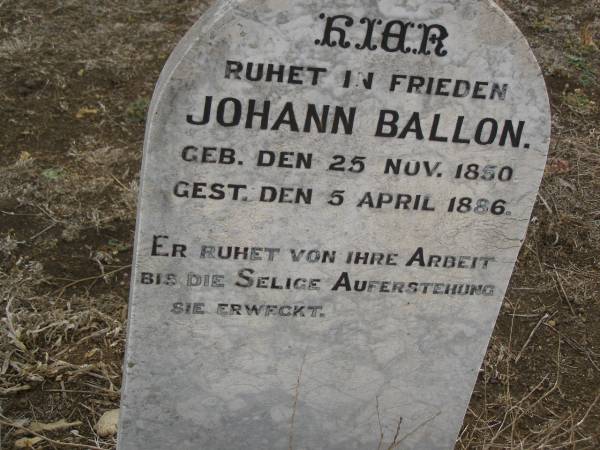 HIER
RUHET IN FRIEDEN
JOHANN BALLON.
GEB. DEN 25 NOV. 1850
GEST. DEN 5 APRIL 1886.
ER RUHET VON IHRE ARBEIT
BIS DIE SELIGE AUFERSTEHUNG
SIE ERWECKT.